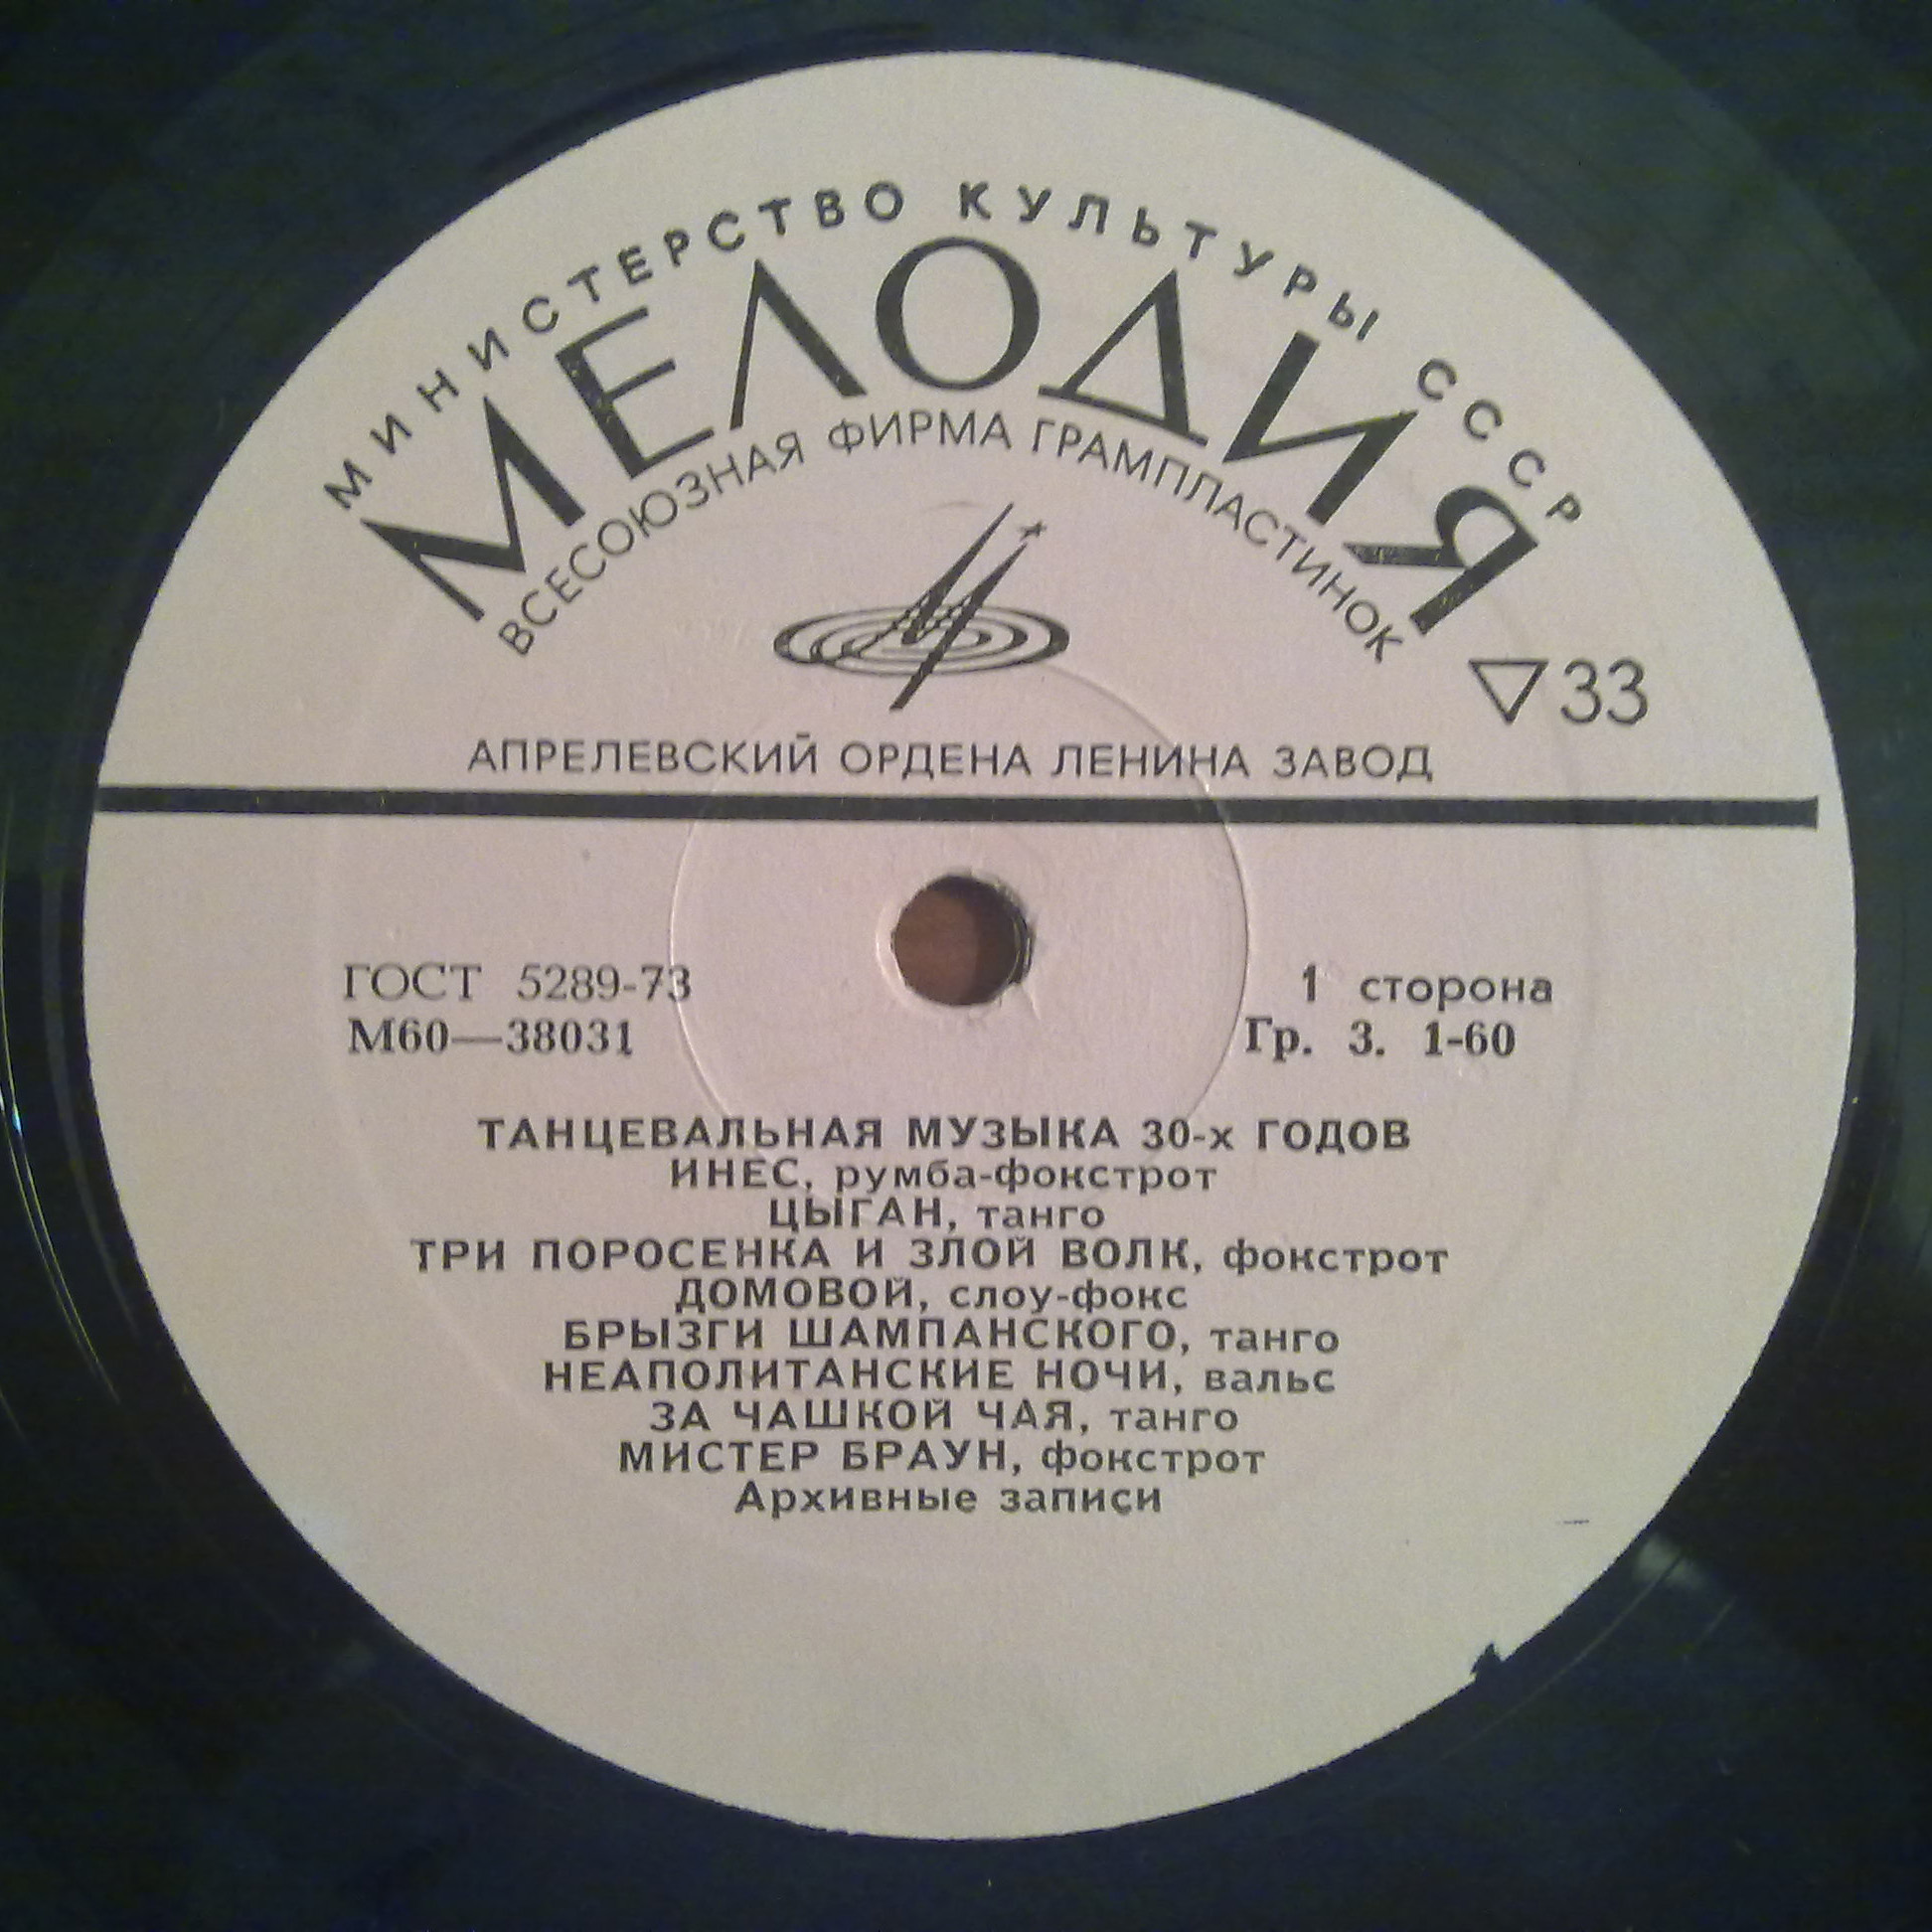 МИНИСТЕРСТВО КУЛЬТУРЫ СССР
МЕЛОДИЯ
ВСЕСОЮЗНАЯ ФИРМА ГРАМПЛАСТИНОК
▽33
АПРЕЛЕВСКИЙ ОРДЕНА ЛЕНИНА ЗАВОД
ГОСТ 5289-73
М60—38031
1 сторона
Гр. 3. 1-60
ТАНЦЕВАЛЬНАЯ МУЗЫКА 30-х ГОДОВ
ИНЕС, румба-фокстрот
ЦЫГАН, танго
ТРИ ПОРОСЕНКА И ЗЛОЙ ВОЛК, фокстрот
ДОМОВОЙ, слоу-фокс
БРЫЗГИ ШАМПАНСКОГО, танго
НЕАПОЛИТАНСКИЕ НОЧИ, вальс
ЗА ЧАШКОЙ ЧАЯ, танго
МИСТЕР БРАУН, фокстрот
Архивные записи